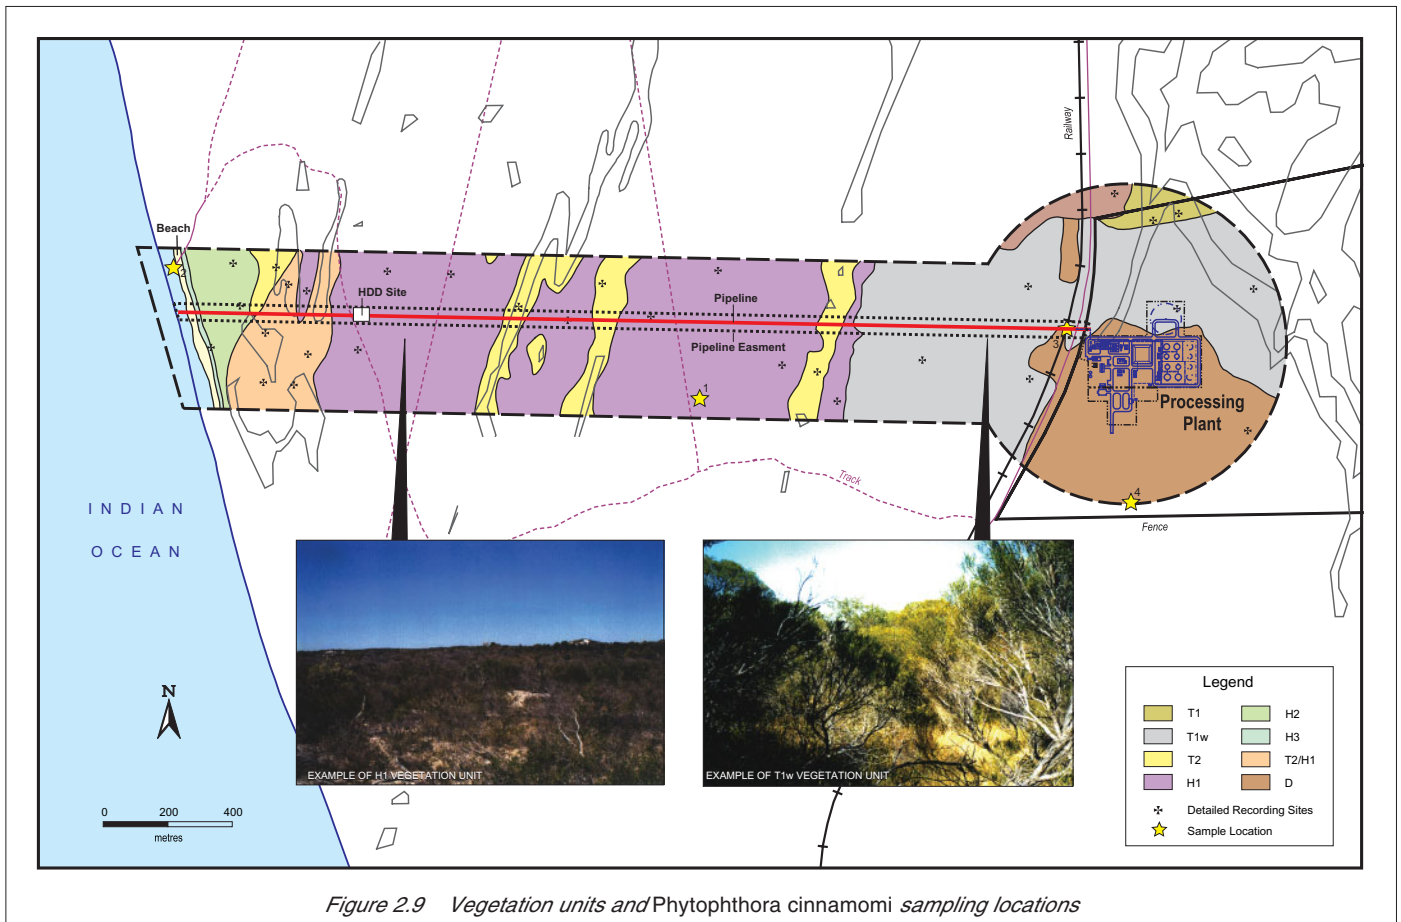 Railway
Beach
2
HDD Site
Pipeline
Pipeline Easment
3
1
Processing
Plant
4
Track
Fence
INDIAN
OCEAN
EXAMPLE OF H1 VEGETATION UNIT
EXAMPLE OF T1w VEGETATION UNIT
N
0 200 400
metres
Legend
T1 H2
T1w H3
T2 T2/H1
H1 D
Detailed Recording Sites
Sample Location
Figure 2.9 Vegetation units and Phytophthora cinnamomi sampling locations